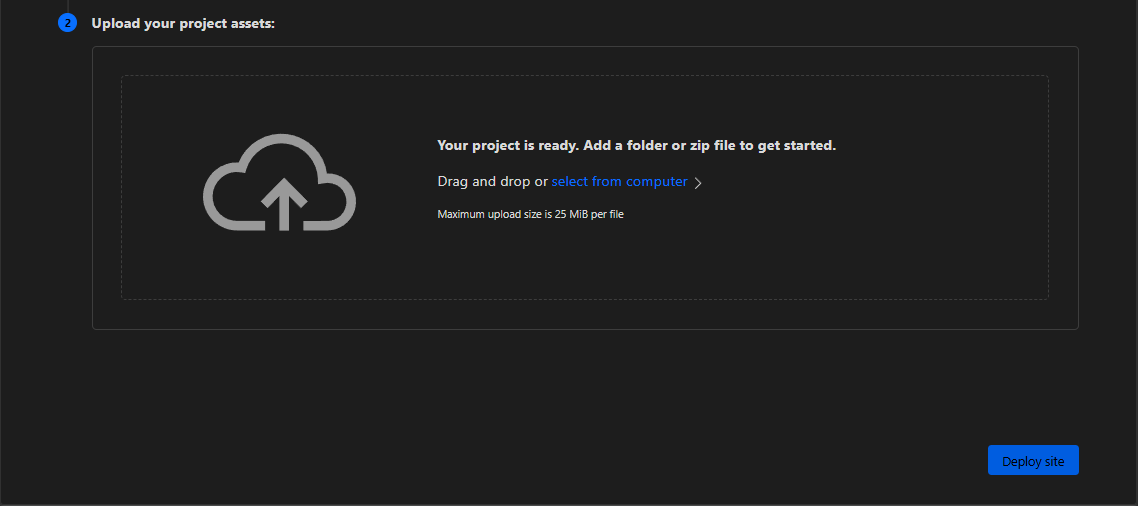 2 Upload your project assets:
Your project is ready. Add a folder or zip file to get started.
Drag and drop or select from computer
Maximum upload size is 25 MiB per file
Deploy site